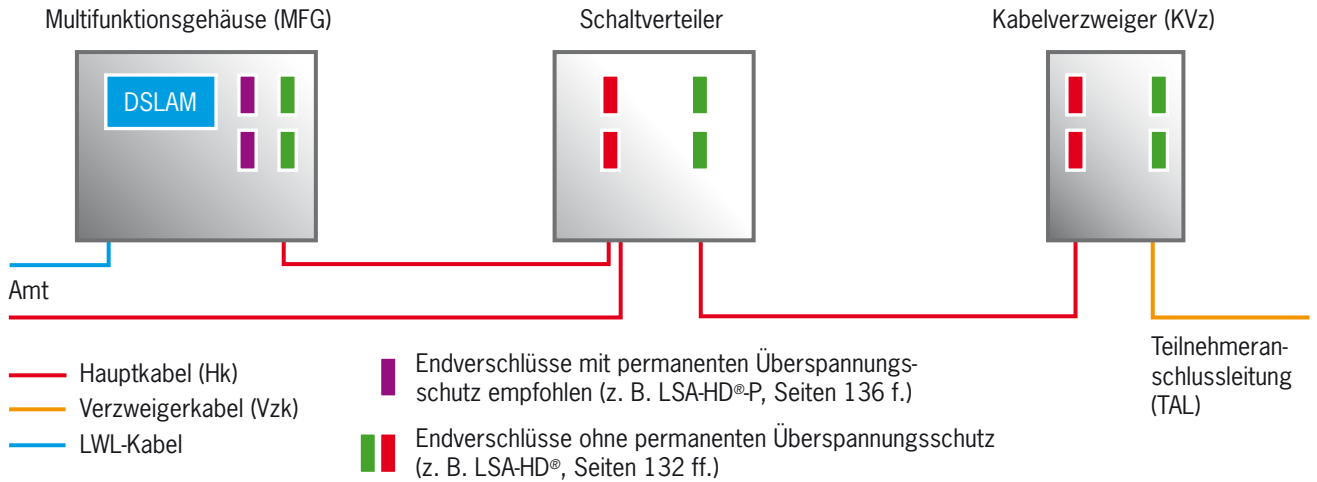 Multifunktionsgehäuse (MFG)
Schaltverteiler
Kabelverzweiger (KVz)
DSLAM
Amt
Hauptkabel (Hk)
Verzweigerkabel (Vzk)
LWL-Kabel
Endverschlüsse mit permanenten Überspannungs-
schutz empfohlen (z. B. LSA-HD®-P, Seiten 136 f.)
Endverschlüsse ohne permanenten Überspannungsschutz
(z. B. LSA-HD®, Seiten 132 ff.)
Teilnehmeran-
schlussleitung
(TAL)